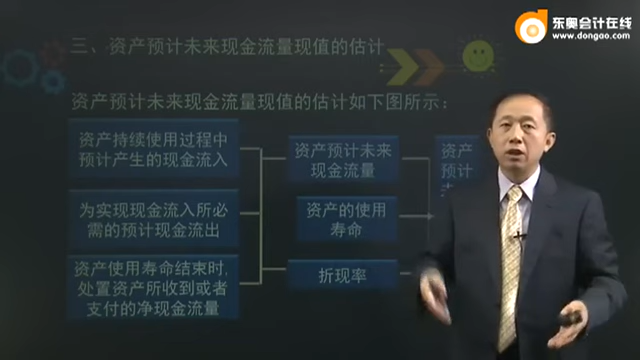 东奥会计在线
www.dongao.com
三、资产预计未来现金流量现值的估计
资产预计未来现金流量现值的估计如下图所示：
资产持续使用过程中
预计产生的现金流入
为实现现金流入所必
需的预计现金流出
资产使用寿命结束时,
处置资产所收到或者
支付的净现金流量
资产预计未来
现金流量
资产的使用
寿命
折现率
资产
预计